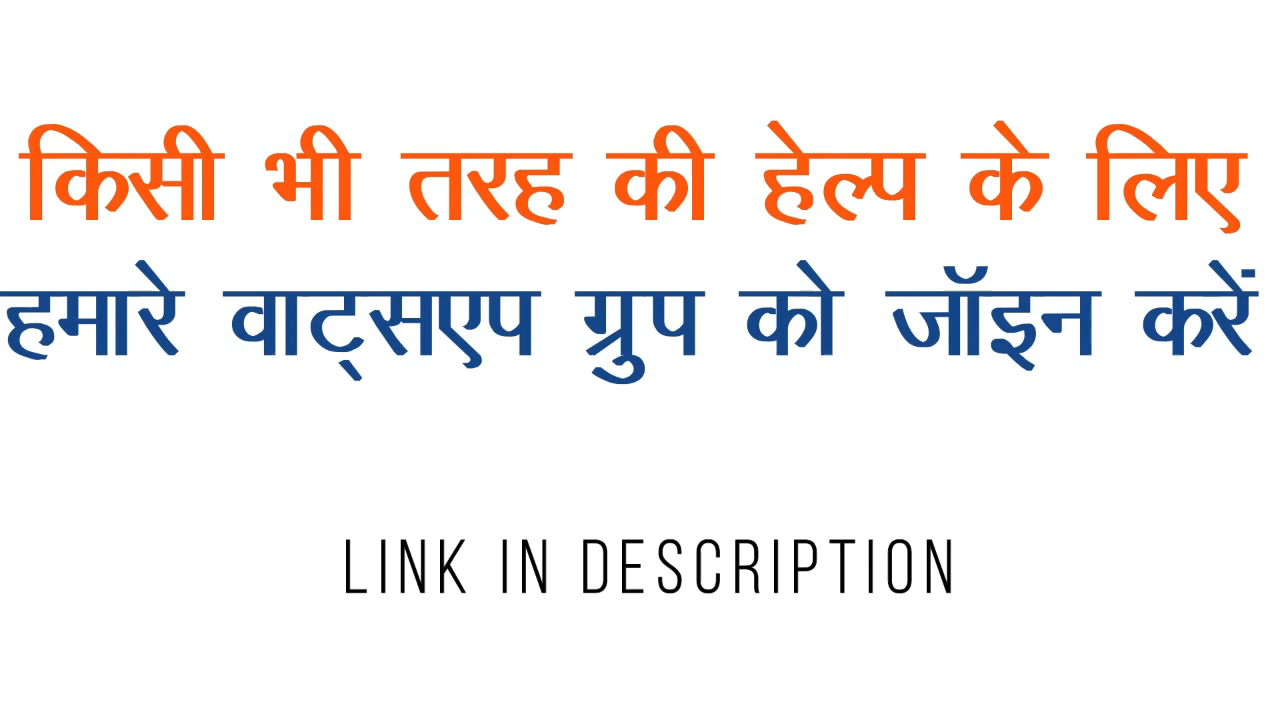 किसी भी तरह की हेल्प के लिए
हमारे वाट्सएप ग्रुप को जॉइन करें
LINK IN DESCRIPTION